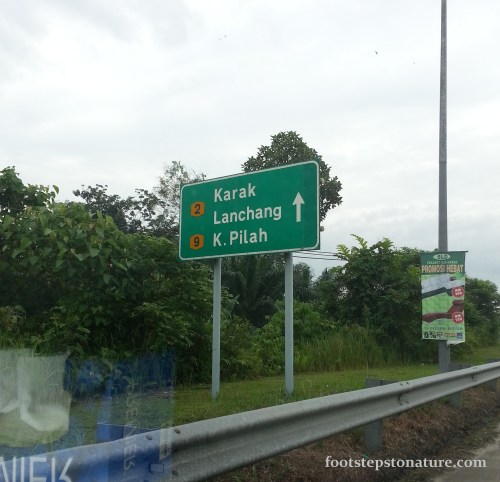 Karak
2 Lanchang
9 K.Pilah
PROMOSI HEBAT
footstepstonature.com